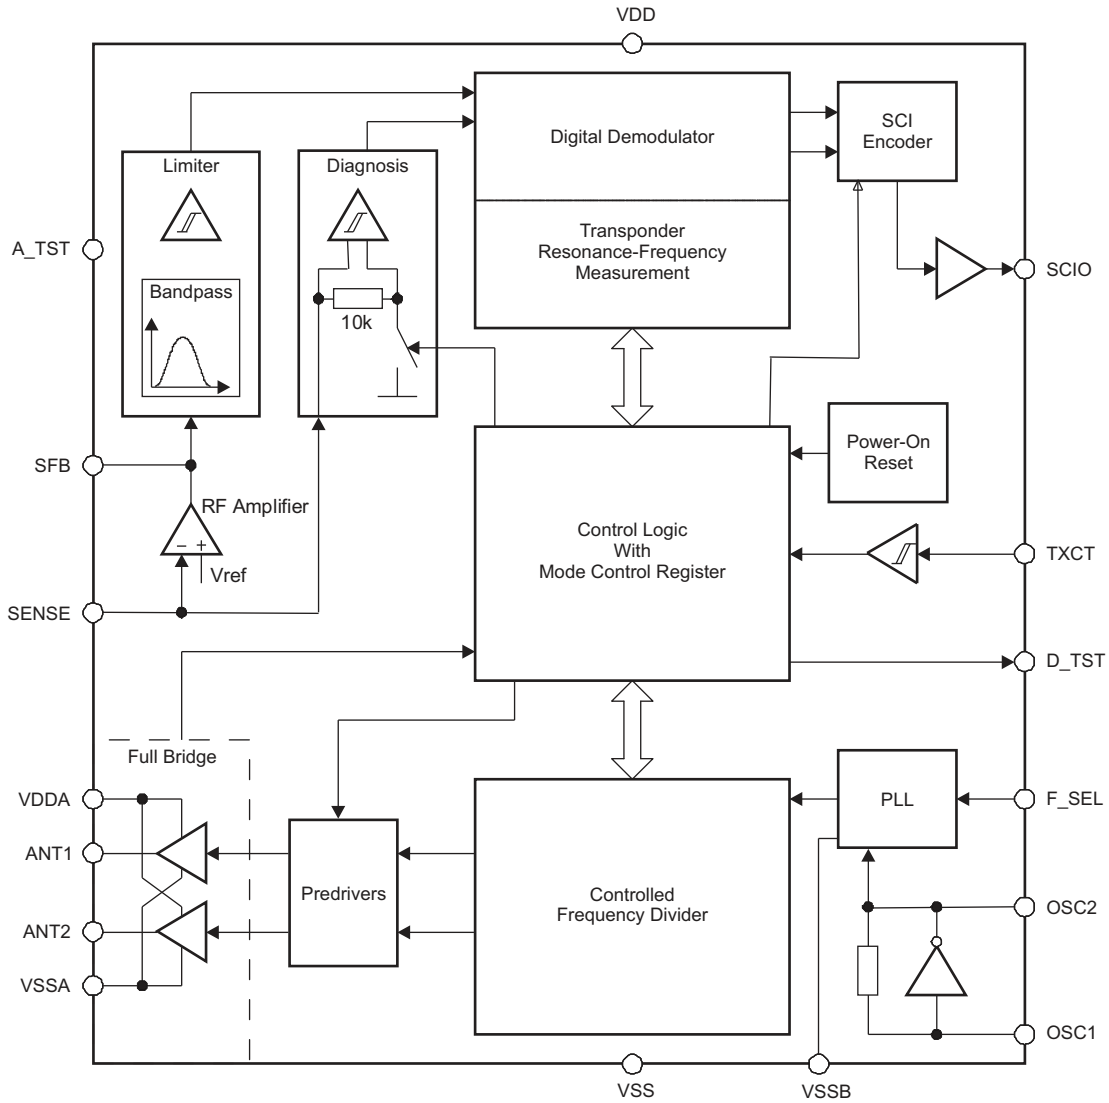 VDD
Limiter
Diagnosis
Digital Demodulator
SCI
Encoder
A_TST
Transponder
Resonance-Frequency
Measurement
SCIO
Bandpass
10k
Power-On
Reset
SFB
RF Amplifier
− +
Vref
Control Logic
With
Mode Control Register
TXCT
SENSE
D_TST
Full Bridge
VDDA
PLL
F_SEL
ANT1
Predrivers
Controlled
Frequency Divider
OSC2
ANT2
VSSA
OSC1
VSS
VSSB